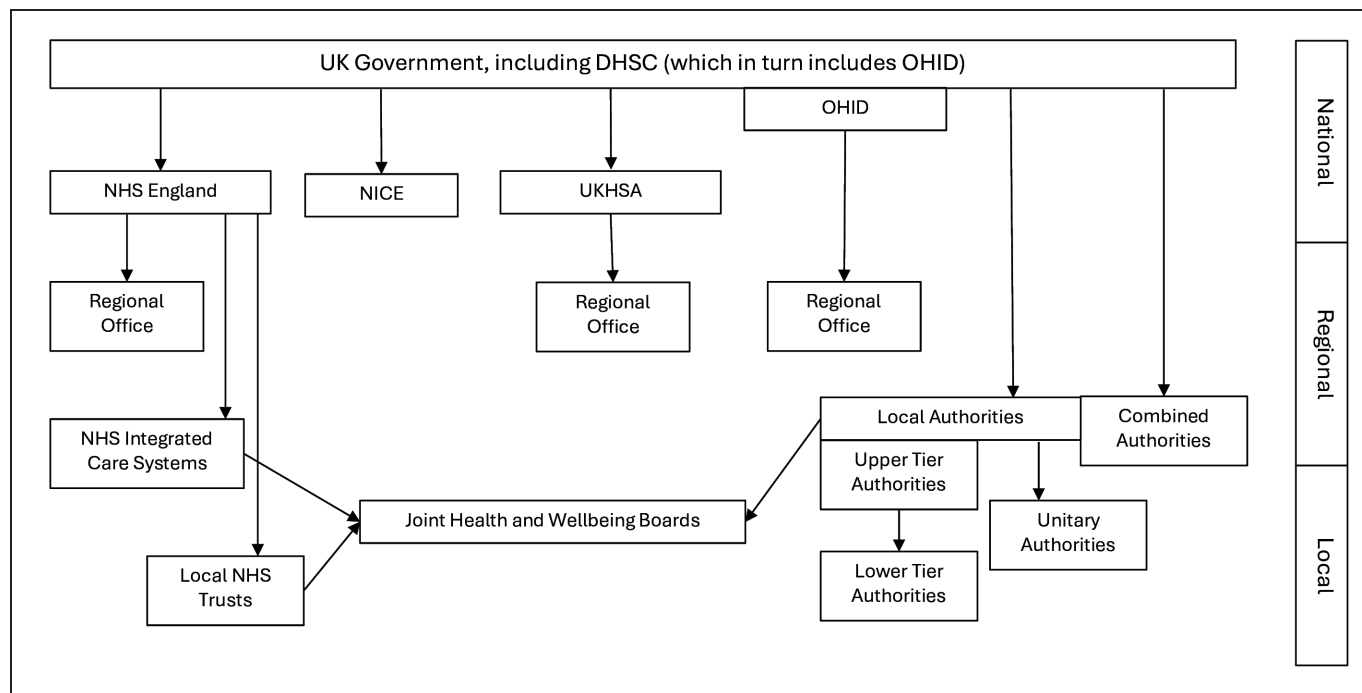 UK Government, including DHSC (which in turn includes OHID)
OHID
NHS England
NICE
UKHSA
Regional
Office
Regional
Office
Regional
Office
NHS Integrated
Care Systems
Local Authorities
Combined
Authorities
Upper Tier
Authorities
Joint Health and Wellbeing Boards
Unitary
Authorities
Local NHS
Trusts
Lower Tier
Authorities
National
Regional
Local